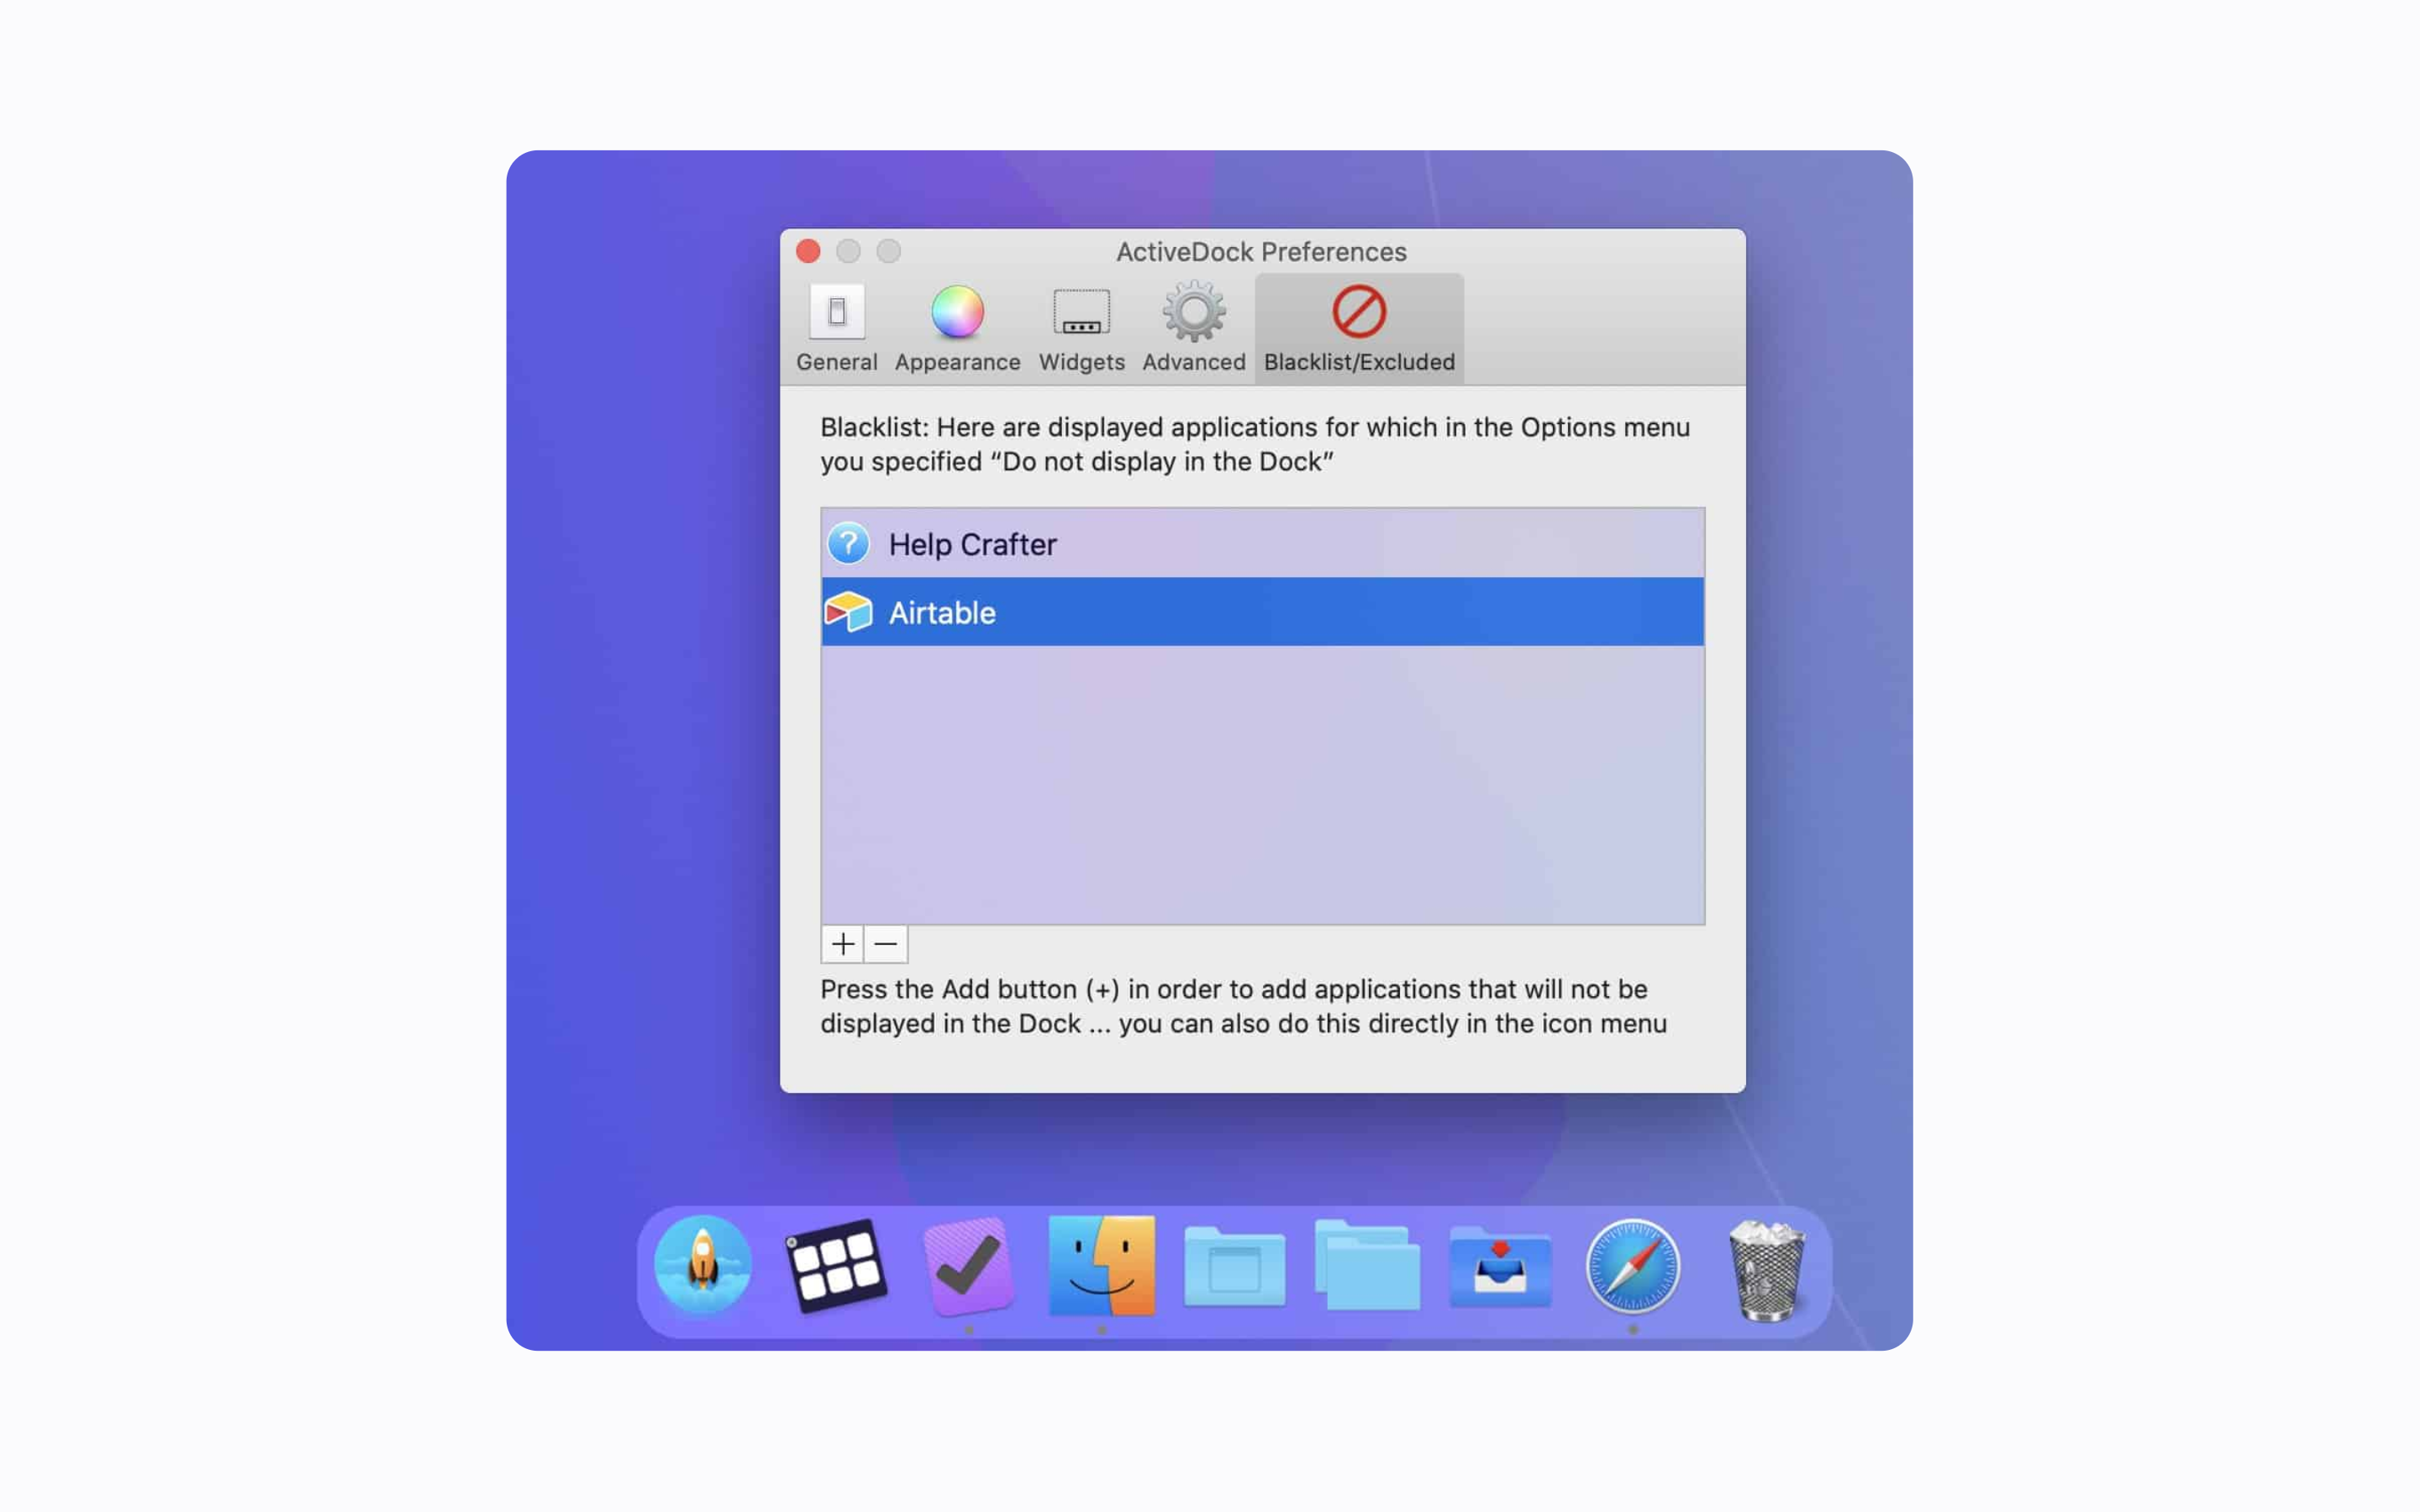 ActiveDock Preferences
General Appearance Widgets Advanced Blacklist/Excluded
Blacklist: Here are displayed applications for which in the Options menu
you specified “Do not display in the Dock”
Help Crafter
Airtable
Press the Add button (+) in order to add applications that will not be
displayed in the Dock ... you can also do this directly in the icon menu